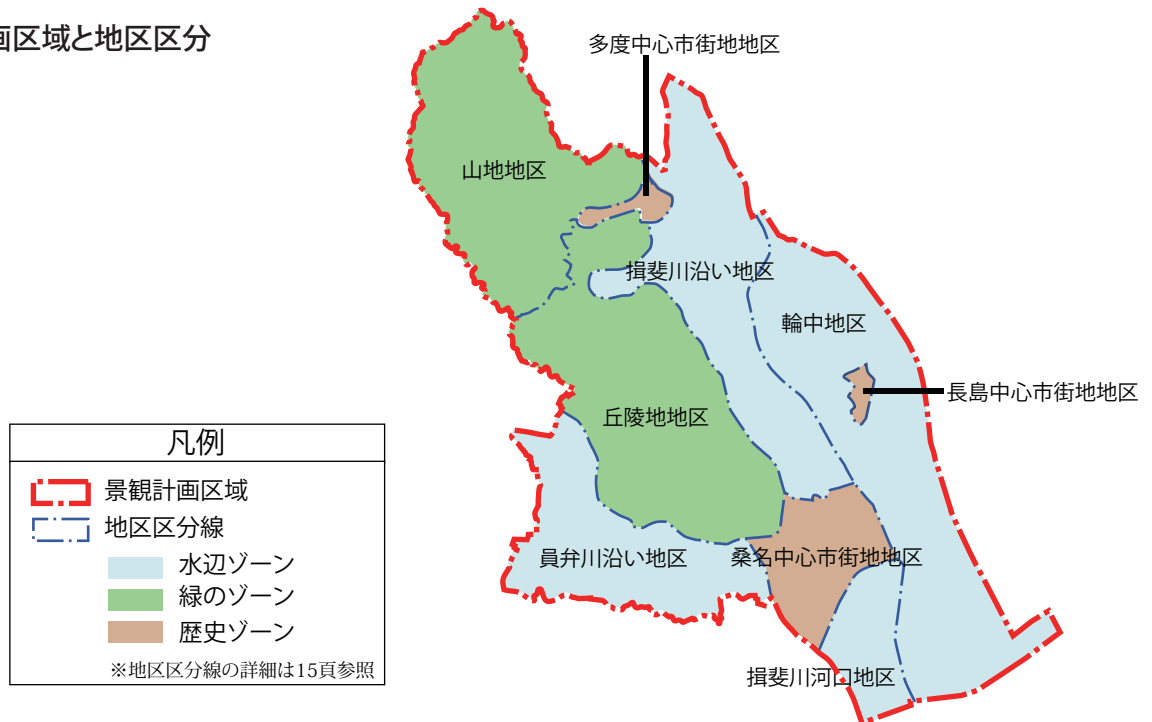 区域と地区区分
多度中心市街地地区
山地地区
揖斐川沿い地区
輪中地区
長島中心市街地地区
丘陵地地区
員弁川沿い地区
桑名中心市街地地区
揖斐川河口地区
凡例
景観計画区域
地区区分線
水辺ゾーン
緑のゾーン
歴史ゾーン
※地区区分線の詳細は15頁参照